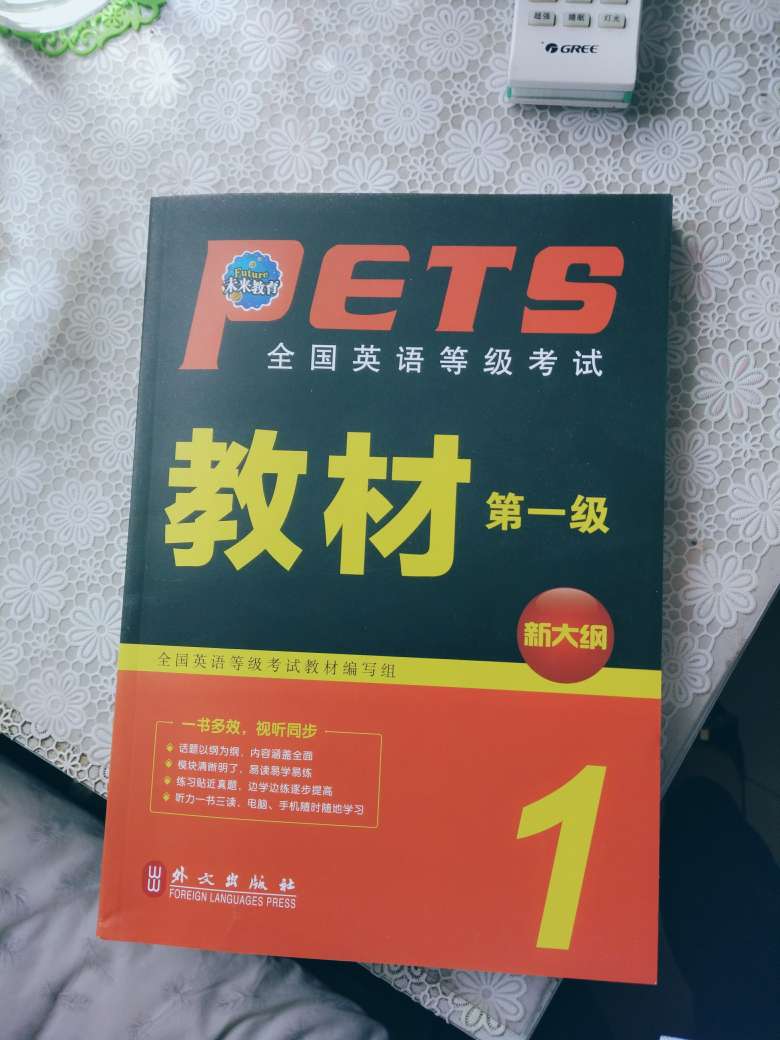 超强 睡眠 灯光
GREE
PETS
Future
未来教育
全国英语等级考试
教材 第一级
新大纲
全国英语等级考试教材编写组
一书多效，视听同步
话题以纲为纲，内容涵盖全面
模块清晰明了，易读易学易练
练习贴近真题，边学边练逐步提高
听力一书三读，电脑、手机随时随地学习
1
外文出版社
FOREIGN LANGUAGES PRESS